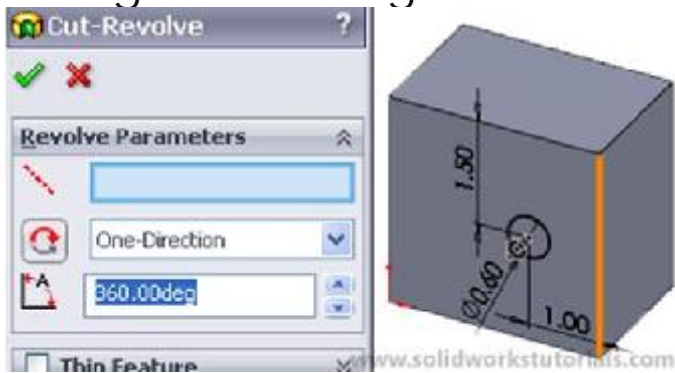 Cut-Revolve ?
Revolve Parameters
One-Direction
A
360.00deg
Thin Feature
1.50
Ø0.60
1.00
www.solidworkstutorials.com